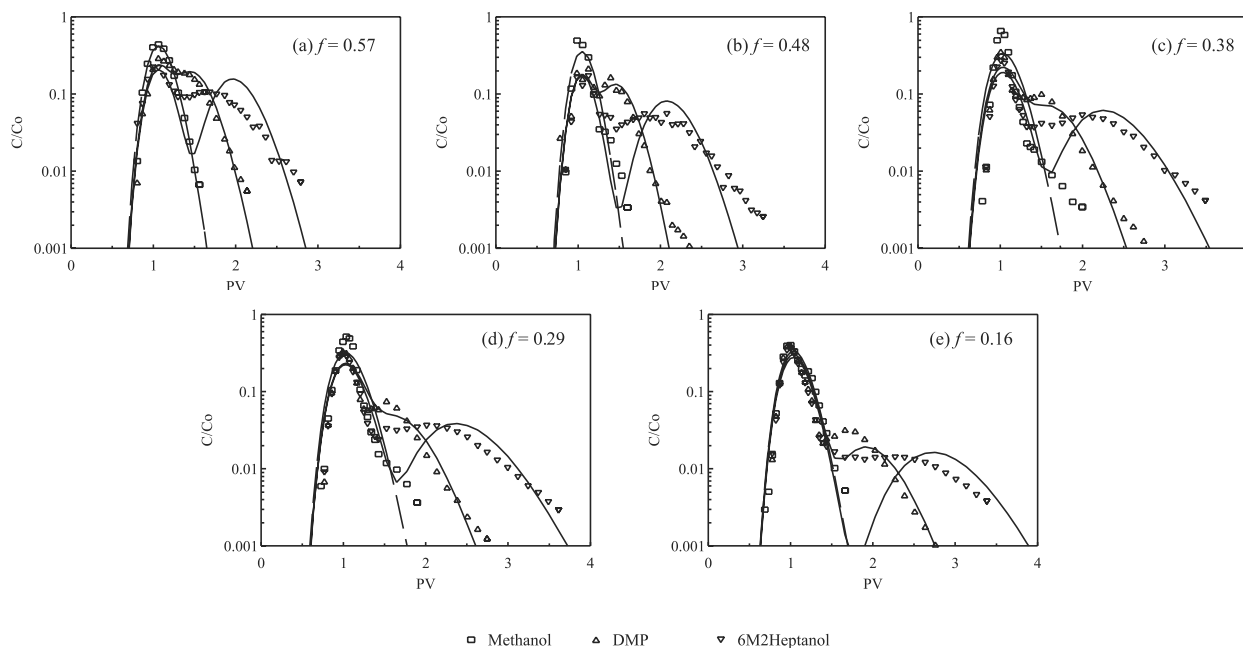 1
(a) f = 0.57
0.1
C/Co
0.01
0.001
0 1 2 3 4
PV
1
(b) f = 0.48
0.1
C/Co
0.01
0.001
0 1 2 3 4
PV
1
(c) f = 0.38
0.1
C/Co
0.01
0.001
0 1 2 3
PV
1
(d) f = 0.29
0.1
C/Co
0.01
0.001
0 1 2 3 4
PV
1
(e) f = 0.16
0.1
C/Co
0.01
0.001
0 1 2 3 4
PV
Methanol DMP 6M2Heptanol